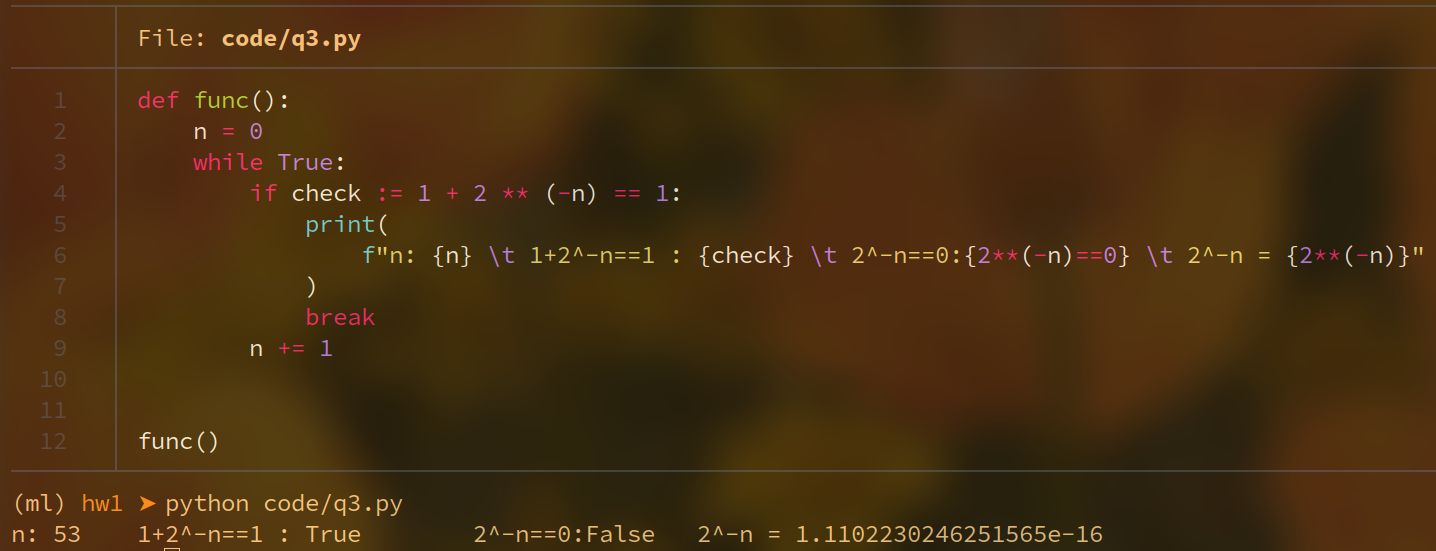 File: code/q3.py
1 def func():
2     n = 0
3     while True:
4         if check := 1 + 2 ** (-n) == 1:
5             print(
6                 f"n: {n} \t 1+2^-n==1 : {check} \t 2^-n==0:{2**(-n)==0} \t 2^-n = {2**(-n)}"
7             )
8             break
9         n += 1
10
11
12 func()
(ml) hw1 ➤ python code/q3.py
n: 53    1+2^-n==1 : True        2^-n==0:False   2^-n = 1.1102230246251565e-16